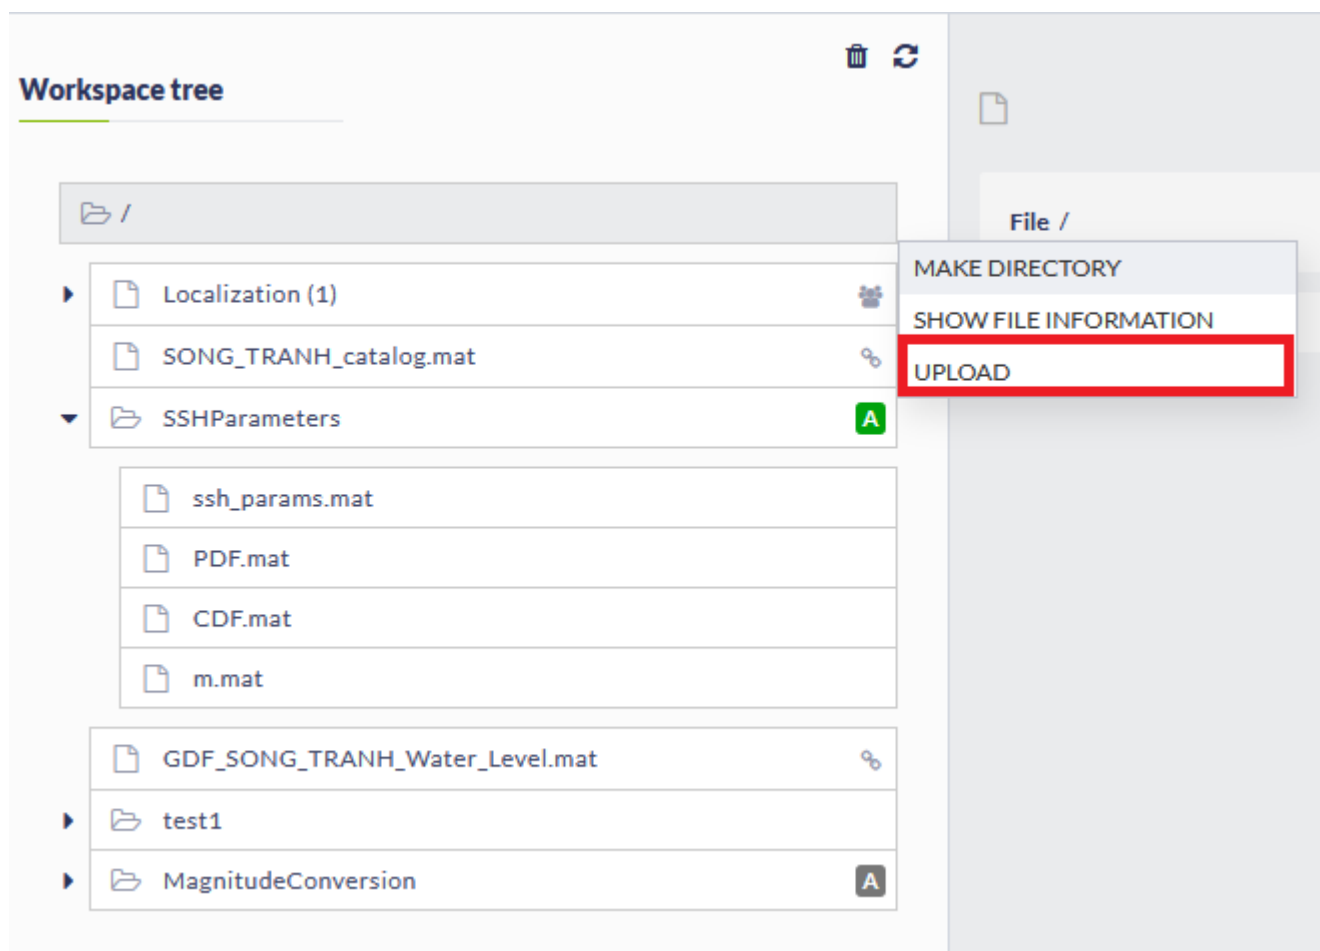 Workspace tree
/
File /
MAKE DIRECTORY
Localization (1)
SHOW FILE INFORMATION
SONG_TRANH_catalog.mat
UPLOAD
SSHParameters
A
ssh_params.mat
PDF.mat
CDF.mat
m.mat
GDF_SONG_TRANH_Water_Level.mat
test1
MagnitudeConversion
A